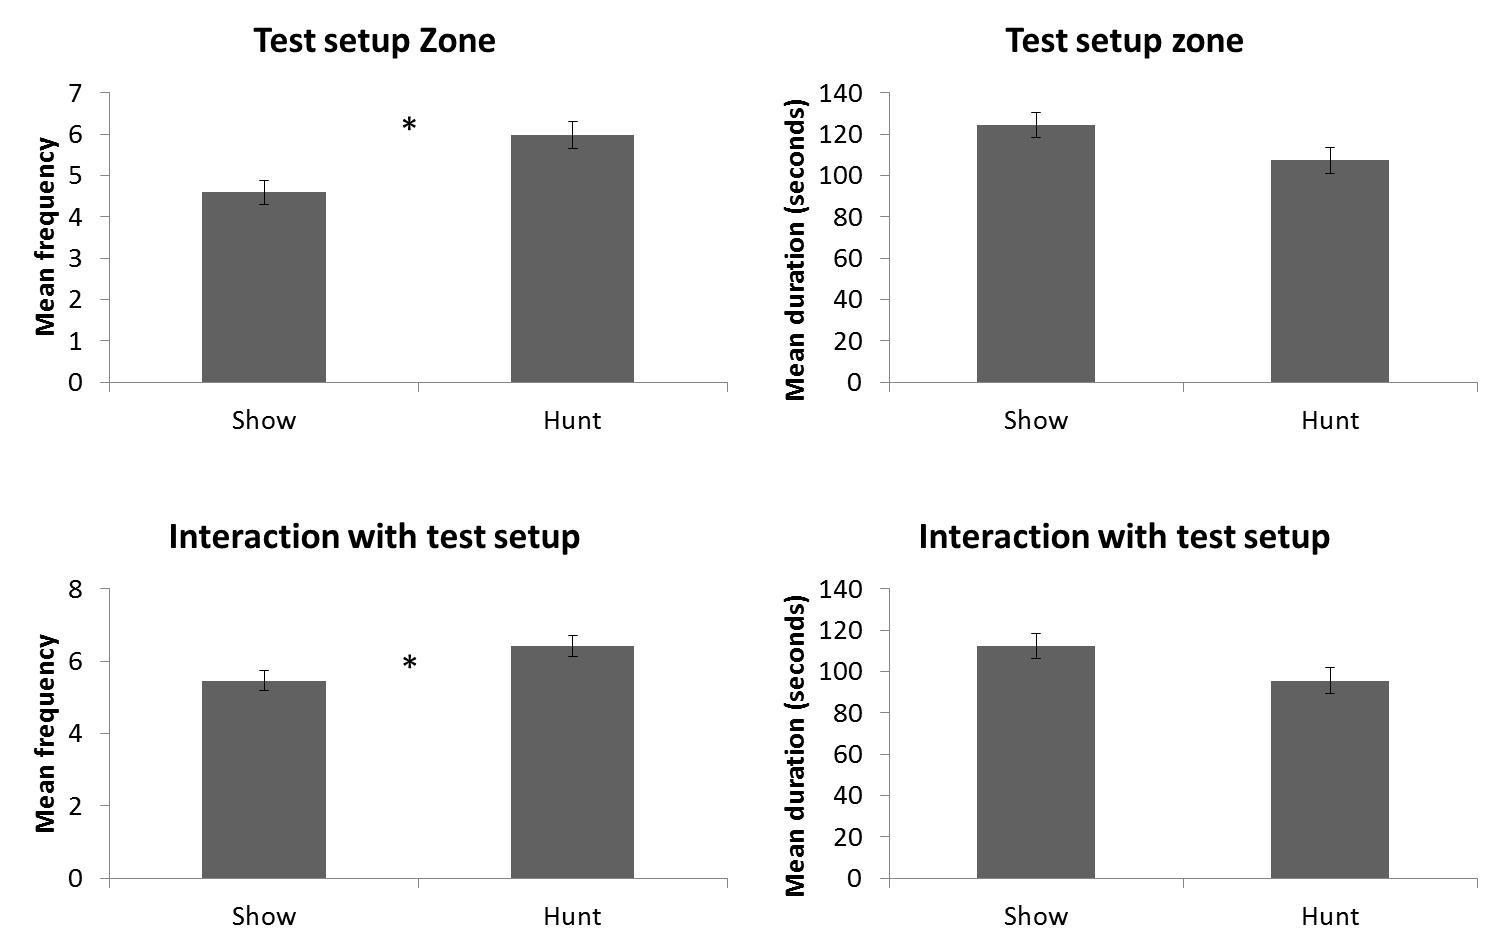 Test setup Zone
Mean frequency
7
6
5
4
3
2
1
0
*
Show
Hunt
Test setup zone
Mean duration (seconds)
140
120
100
80
60
40
20
0
Show
Hunt
Interaction with test setup
Mean frequency
8
6
4
2
0
*
Show
Hunt
Interaction with test setup
Mean duration (seconds)
140
120
100
80
60
40
20
0
Show
Hunt